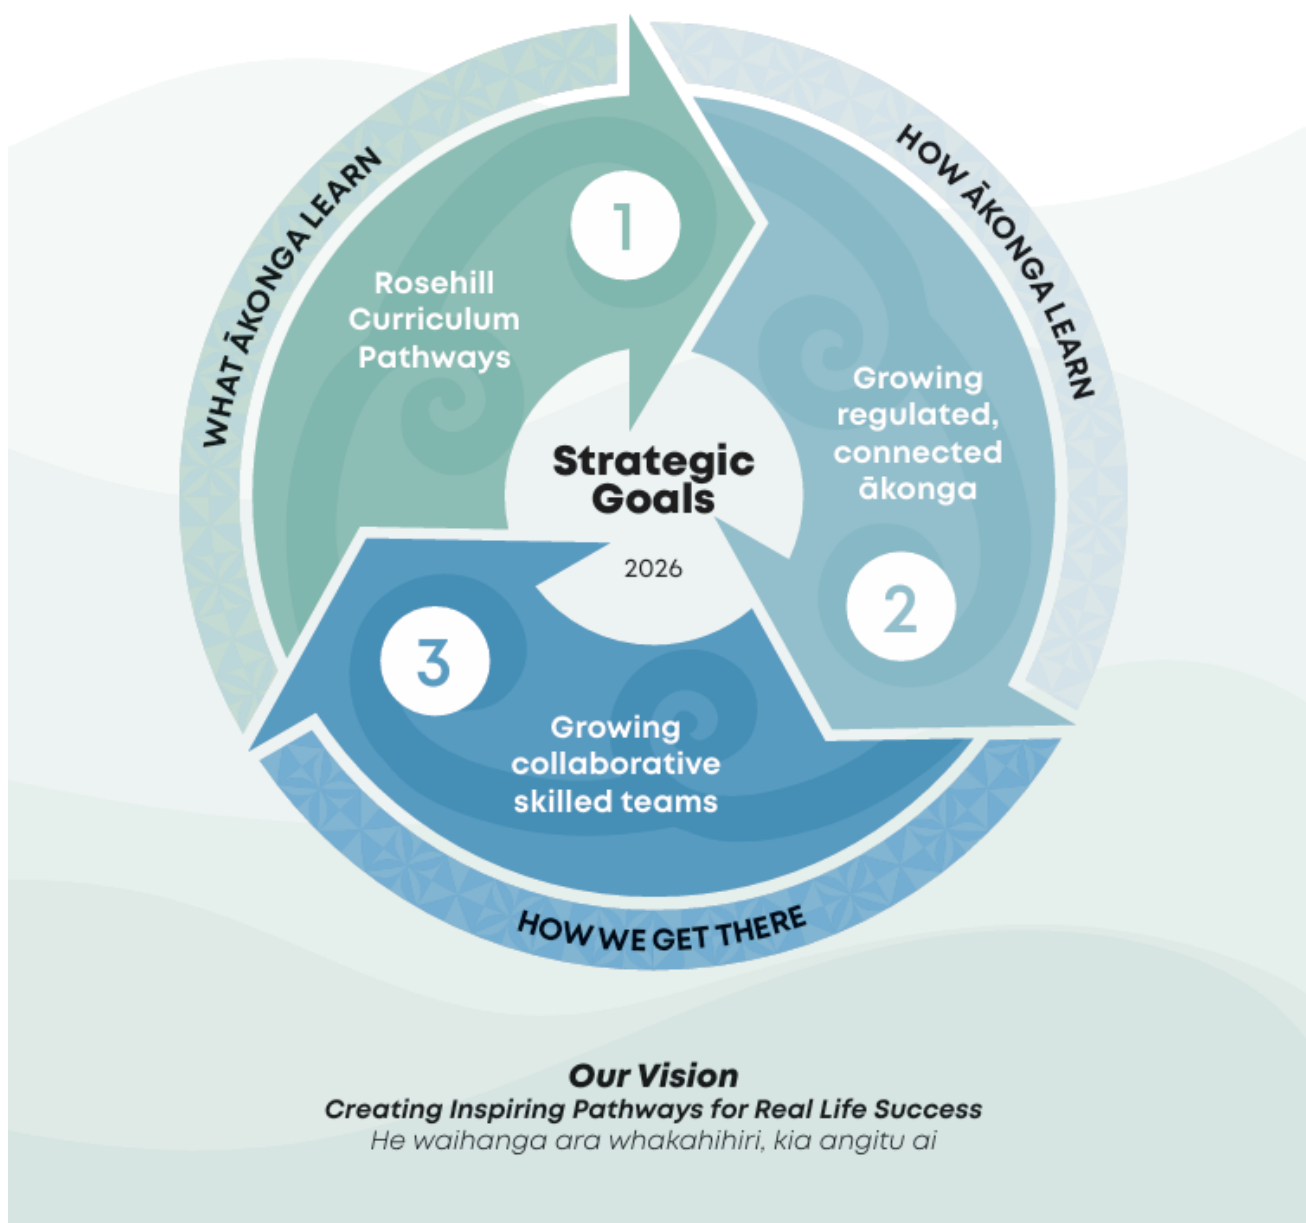 WHAT ĀKONGA LEARN
HOW ĀKONGA LEARN
1
Rosehill
Curriculum
Pathways
Growing
regulated,
connected
ākonga
2
Strategic
Goals
2026
3
Growing
collaborative
skilled teams
HOW WE GET THERE
Our Vision
Creating Inspiring Pathways for Real Life Success
He waihanga ara whakahihiri, kia angitu ai